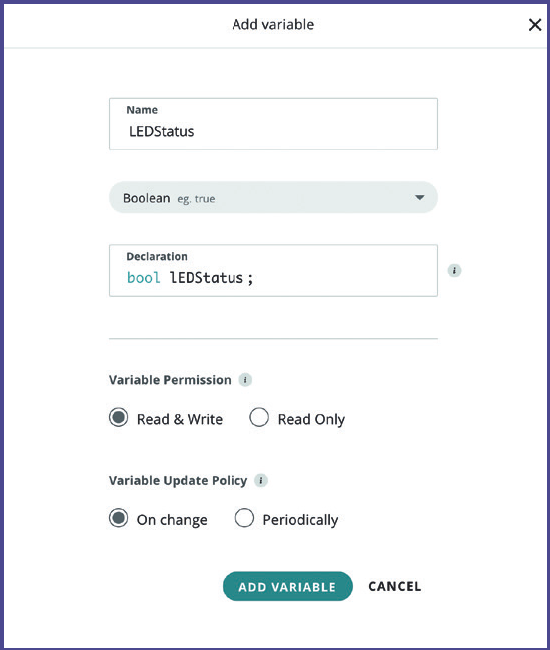 Add variable
Name
LEDStatus
Boolean eg. true
Declaration
bool lEDStatus;
i
Variable Permission i
Read & Write Read Only
Variable Update Policy i
On change Periodically
ADD VARIABLE CANCEL